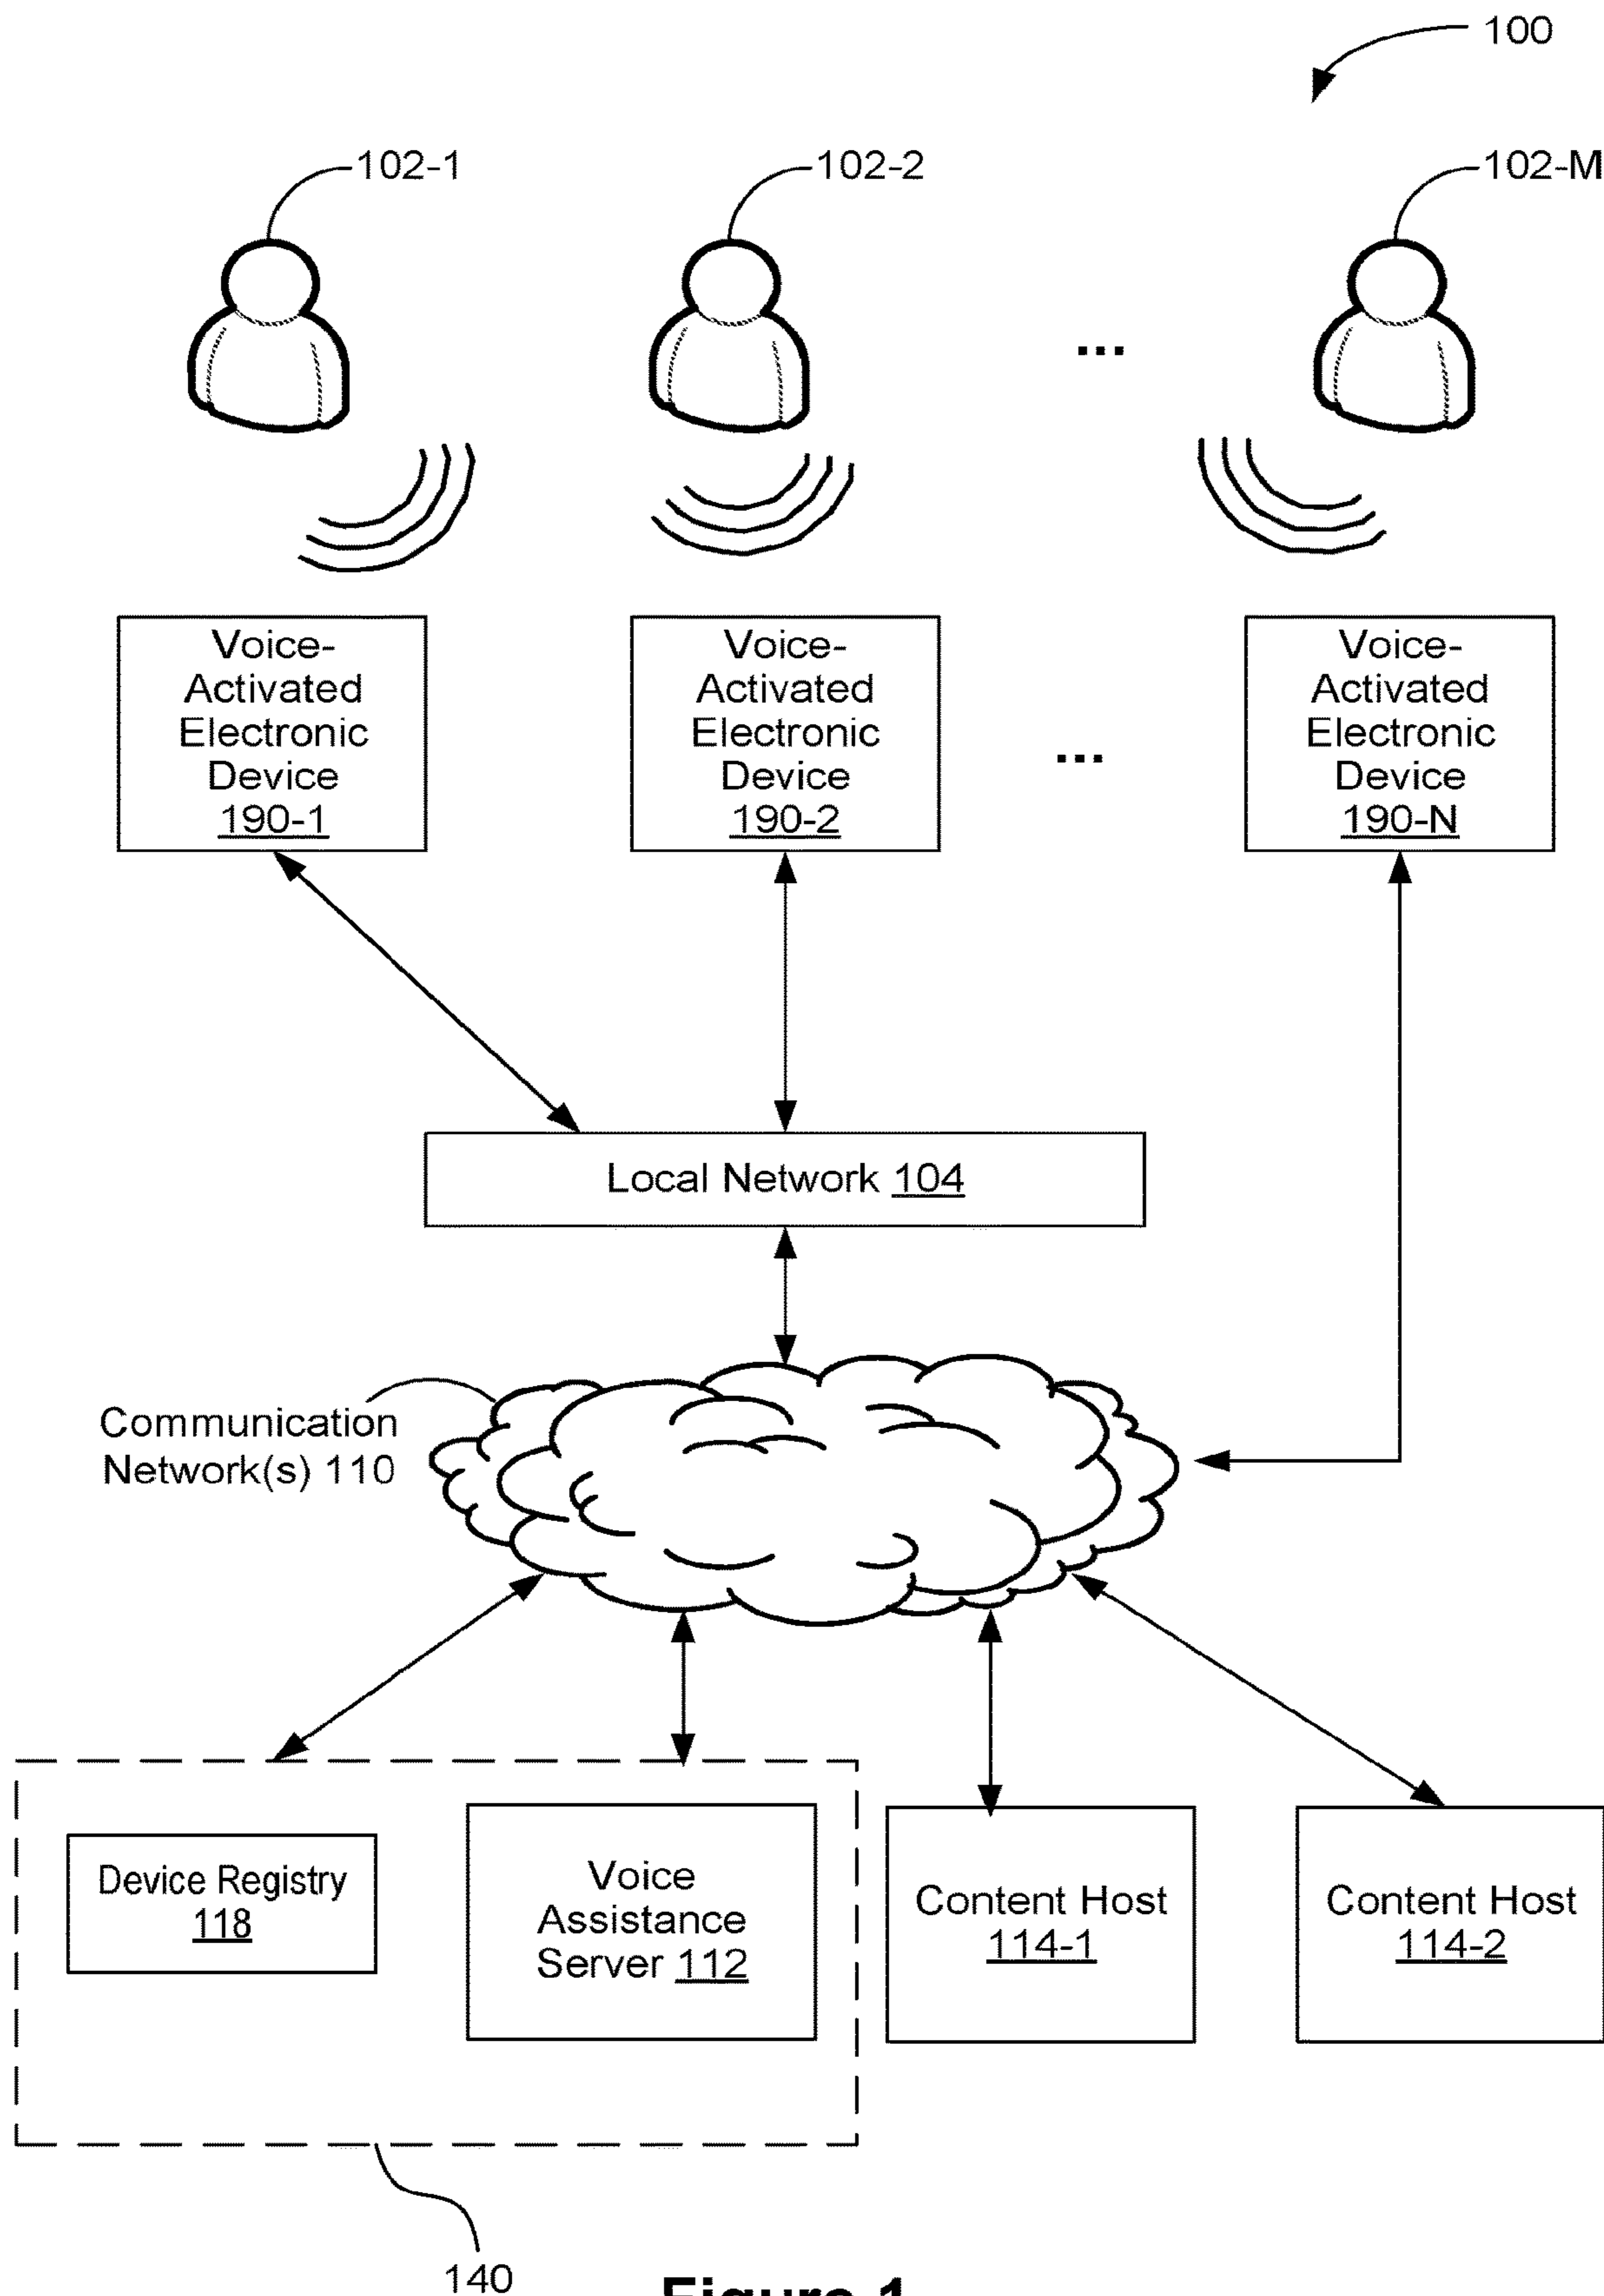 100
102-1
102-2
102-M
...
Voice-
Activated
Electronic
Device
190-1
Voice-
Activated
Electronic
Device
190-2
...
Voice-
Activated
Electronic
Device
190-N
Local Network 104
Communication
Network(s) 110
Device Registry
118
Voice
Assistance
Server 112
Content Host
114-1
Content Host
114-2
140
Figure 1